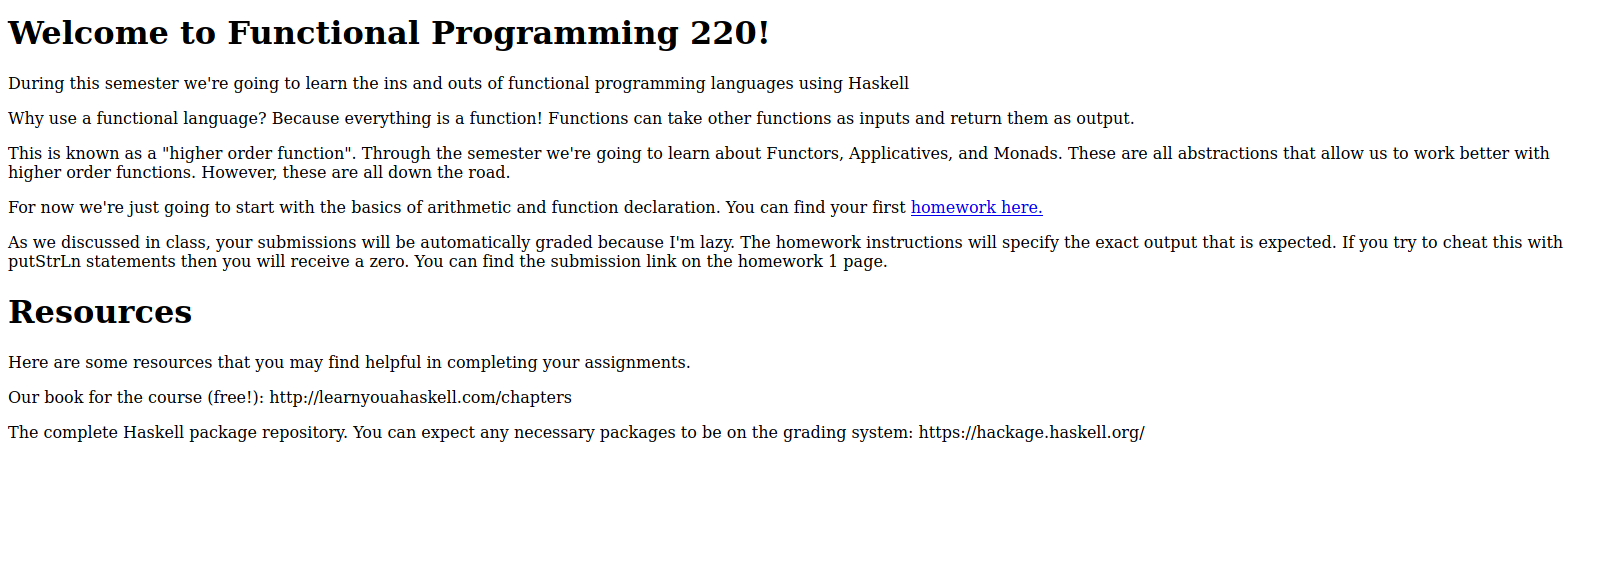 Welcome to Functional Programming 220!
During this semester we're going to learn the ins and outs of functional programming languages using Haskell
Why use a functional language? Because everything is a function! Functions can take other functions as inputs and return them as output.
This is known as a "higher order function". Through the semester we're going to learn about Functors, Applicatives, and Monads. These are all abstractions that allow us to work better with
higher order functions. However, these are all down the road.
For now we're just going to start with the basics of arithmetic and function declaration. You can find your first homework here.
As we discussed in class, your submissions will be automatically graded because I'm lazy. The homework instructions will specify the exact output that is expected. If you try to cheat this with
putStrLn statements then you will receive a zero. You can find the submission link on the homework 1 page.
Resources
Here are some resources that you may find helpful in completing your assignments.
Our book for the course (free!): http://learnyouahaskell.com/chapters
The complete Haskell package repository. You can expect any necessary packages to be on the grading system: https://hackage.haskell.org/